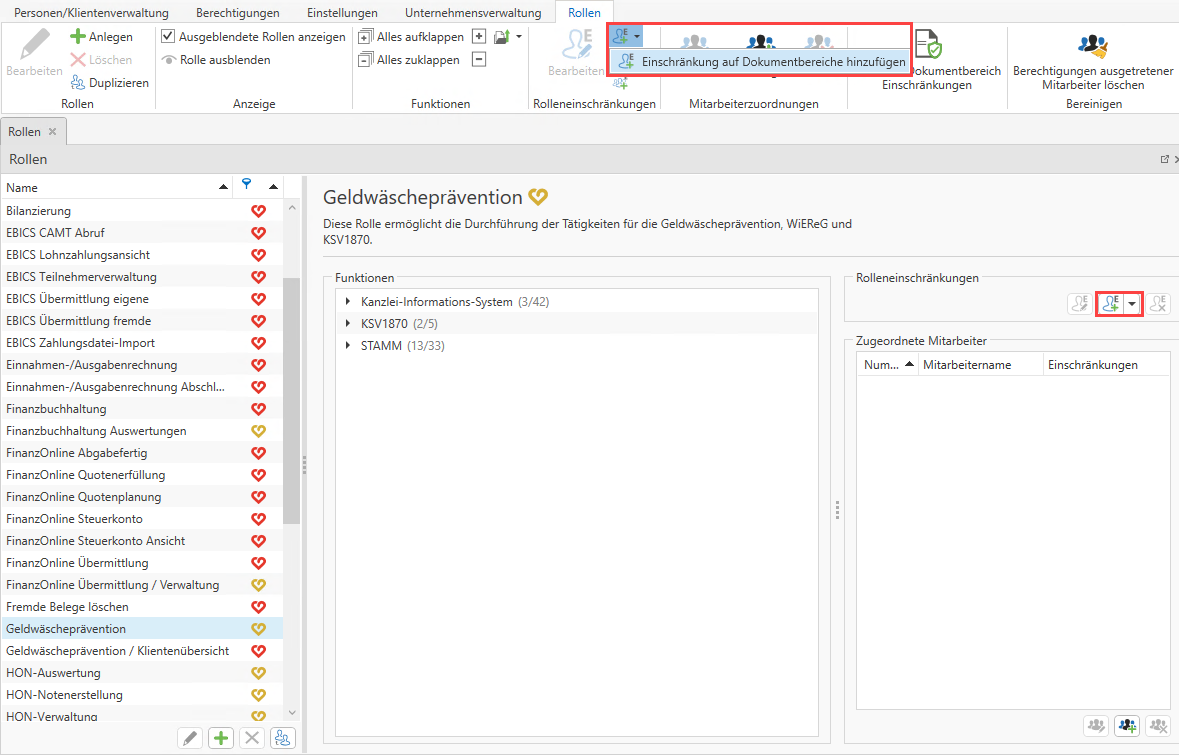 Personen/Klientenverwaltung Berechtigungen Einstellungen Unternehmensverwaltung Rollen
Bearbeiten
Anlegen
Löschen
Duplizieren
Rollen
Ausgeblendete Rollen anzeigen
Rolle ausblenden
Anzeige
Alles aufklappen
Alles zuklappen
Funktionen
Bearbeiten
Einschränkung auf Dokumentbereiche hinzufügen
Rolleneinschränkungen
Mitarbeiterzuordnungen
Dokumentbereich
Einschränkungen
Berechtigungen ausgetretener
Mitarbeiter löschen
Bereinigen
Rollen
Rollen
Name
Bilanzierung
EBICS CAMT Abruf
EBICS Lohnzahlungsansicht
EBICS Teilnehmerverwaltung
EBICS Übermittlung eigene
EBICS Übermittlung fremde
EBICS Zahlungsdatei-Import
Einnahmen-/Ausgabenrechnung
Einnahmen-/Ausgabenrechnung Abschl...
Finanzbuchhaltung
Finanzbuchhaltung Auswertungen
FinanzOnline Abgabefertig
FinanzOnline Quotenerfüllung
FinanzOnline Quotenplanung
FinanzOnline Steuerkonto
FinanzOnline Steuerkonto Ansicht
FinanzOnline Übermittlung
FinanzOnline Übermittlung / Verwaltung
Fremde Belege löschen
Geldwäscheprävention
Geldwäscheprävention / Klientenübersicht
HON-Auswertung
HON-Notenerstellung
HON-Verwaltung
Geldwäscheprävention
Diese Rolle ermöglicht die Durchführung der Tätigkeiten für die Geldwäscheprävention, WiEReG und
KSV1870.
Funktionen
Kanzlei-Informations-System (3/42)
KSV1870 (2/5)
STAMM (13/33)
Rolleneinschränkungen
Zugeordnete Mitarbeiter
Num... Mitarbeitername Einschränkungen